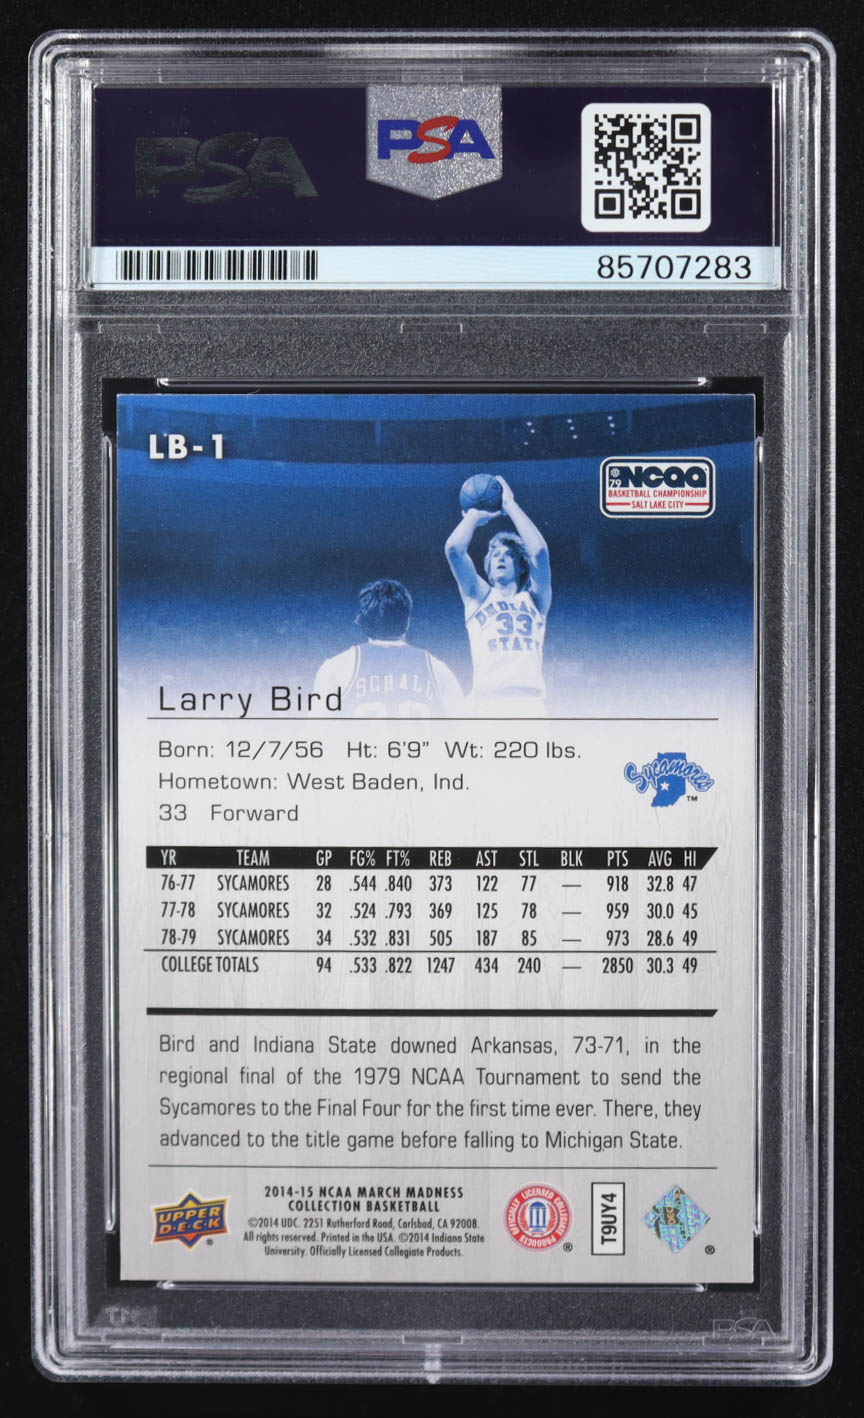 PSA
PSA
85707283
LB-1
79 NCAA
BASKETBALL CHAMPIONSHIP
SALT LAKE CITY
INDIANA
33
STATE
SCHALL
Larry Bird
Born: 12/7/56 Ht: 6'9" Wt: 220 lbs.
Hometown: West Baden, Ind.
33 Forward
Sycamores TM
YR TEAM GP FG% FT% REB AST STL BLK PTS AVG HI
76-77 SYCAMORES 28 .544 .840 373 122 77 — 918 32.8 47
77-78 SYCAMORES 32 .524 .793 369 125 78 — 959 30.0 45
78-79 SYCAMORES 34 .532 .831 505 187 85 — 973 28.6 49
COLLEGE TOTALS 94 .533 .822 1247 434 240 — 2850 30.3 49
Bird and Indiana State downed Arkansas, 73-71, in the
regional final of the 1979 NCAA Tournament to send the
Sycamores to the Final Four for the first time ever. There, they
advanced to the title game before falling to Michigan State.
UPPER
DECK ®
2014-15 NCAA MARCH MADNESS
COLLECTION BASKETBALL
©2014 UDC. 2251 Rutherford Road, Carlsbad, CA 92008.
All rights reserved. Printed in the USA. ©2014 Indiana State
University. Officially Licensed Collegiate Products.
OFFICIALLY LICENSED COLLEGIATE PRODUCTS ®
T9UY4
®
PSA